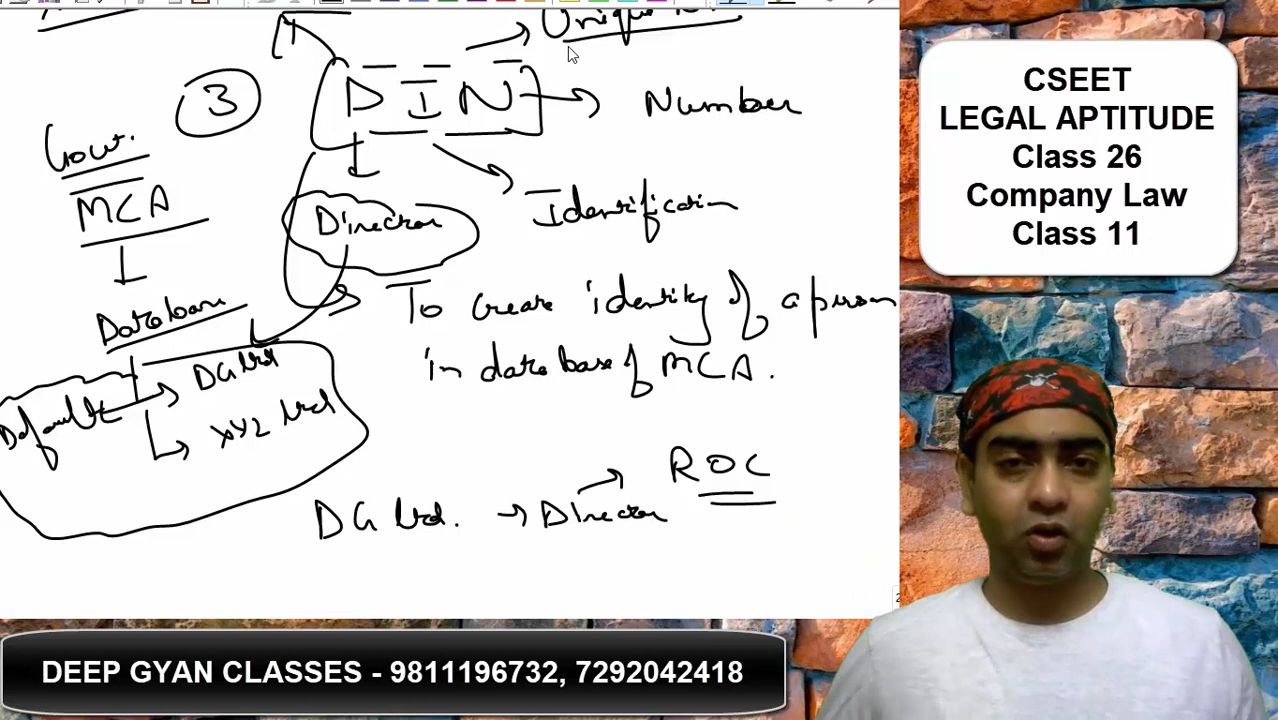 Unique
③ DIN → Number
Govt.
MCA
Director
Identification
Database
To create identity of a person
in database of MCA.
Default → DG Ltd
→ XYZ Ltd
ROC
DG Ltd. → Director
CSEET
LEGAL APTITUDE
Class 26
Company Law
Class 11
DEEP GYAN CLASSES - 9811196732, 7292042418